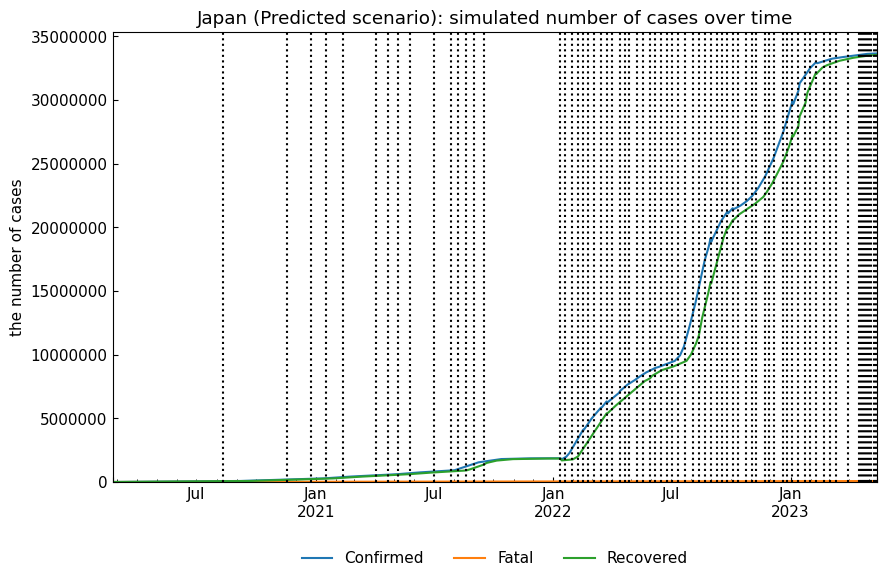 Japan (Predicted scenario): simulated number of cases over time
the number of cases
35000000
30000000
25000000
20000000
15000000
10000000
5000000
0
Jul
Jan
2021
Jul
Jan
2022
Jul
Jan
2023
Confirmed
Fatal
Recovered